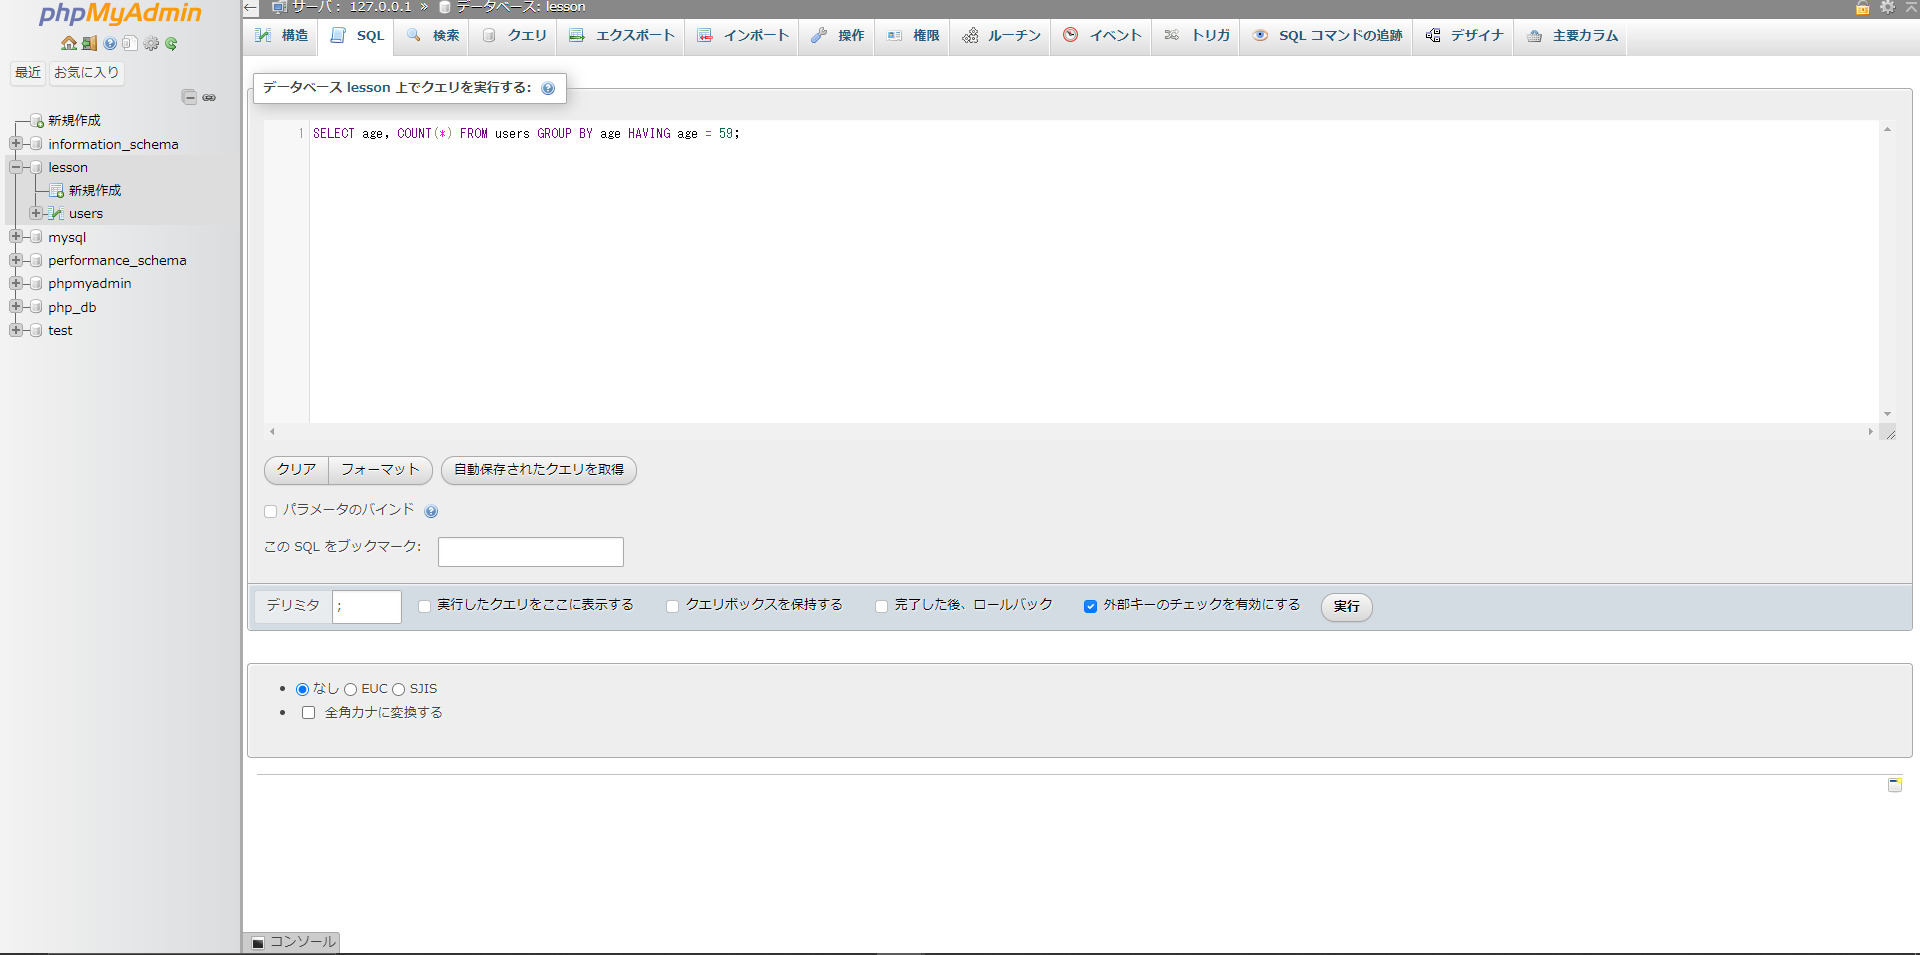 phpMyAdmin
最近 お気に入り
新規作成
information_schema
lesson
新規作成
users
mysql
performance_schema
phpmyadmin
php_db
test
サーバ: 127.0.0.1 » データベース: lesson
構造 SQL 検索 クエリ エクスポート インポート 操作 権限 ルーチン イベント トリガ SQL コマンドの追跡 デザイナ 主要カラム
データベース lesson 上でクエリを実行する:
1 SELECT age, COUNT(*) FROM users GROUP BY age HAVING age = 59;
クリア フォーマット 自動保存されたクエリを取得
パラメータのバインド
この SQL をブックマーク:
デリミタ ; 実行したクエリをここに表示する クエリボックスを保持する 完了した後、ロールバック 外部キーのチェックを有効にする 実行
なし EUC SJIS
全角カナに変換する
コンソール